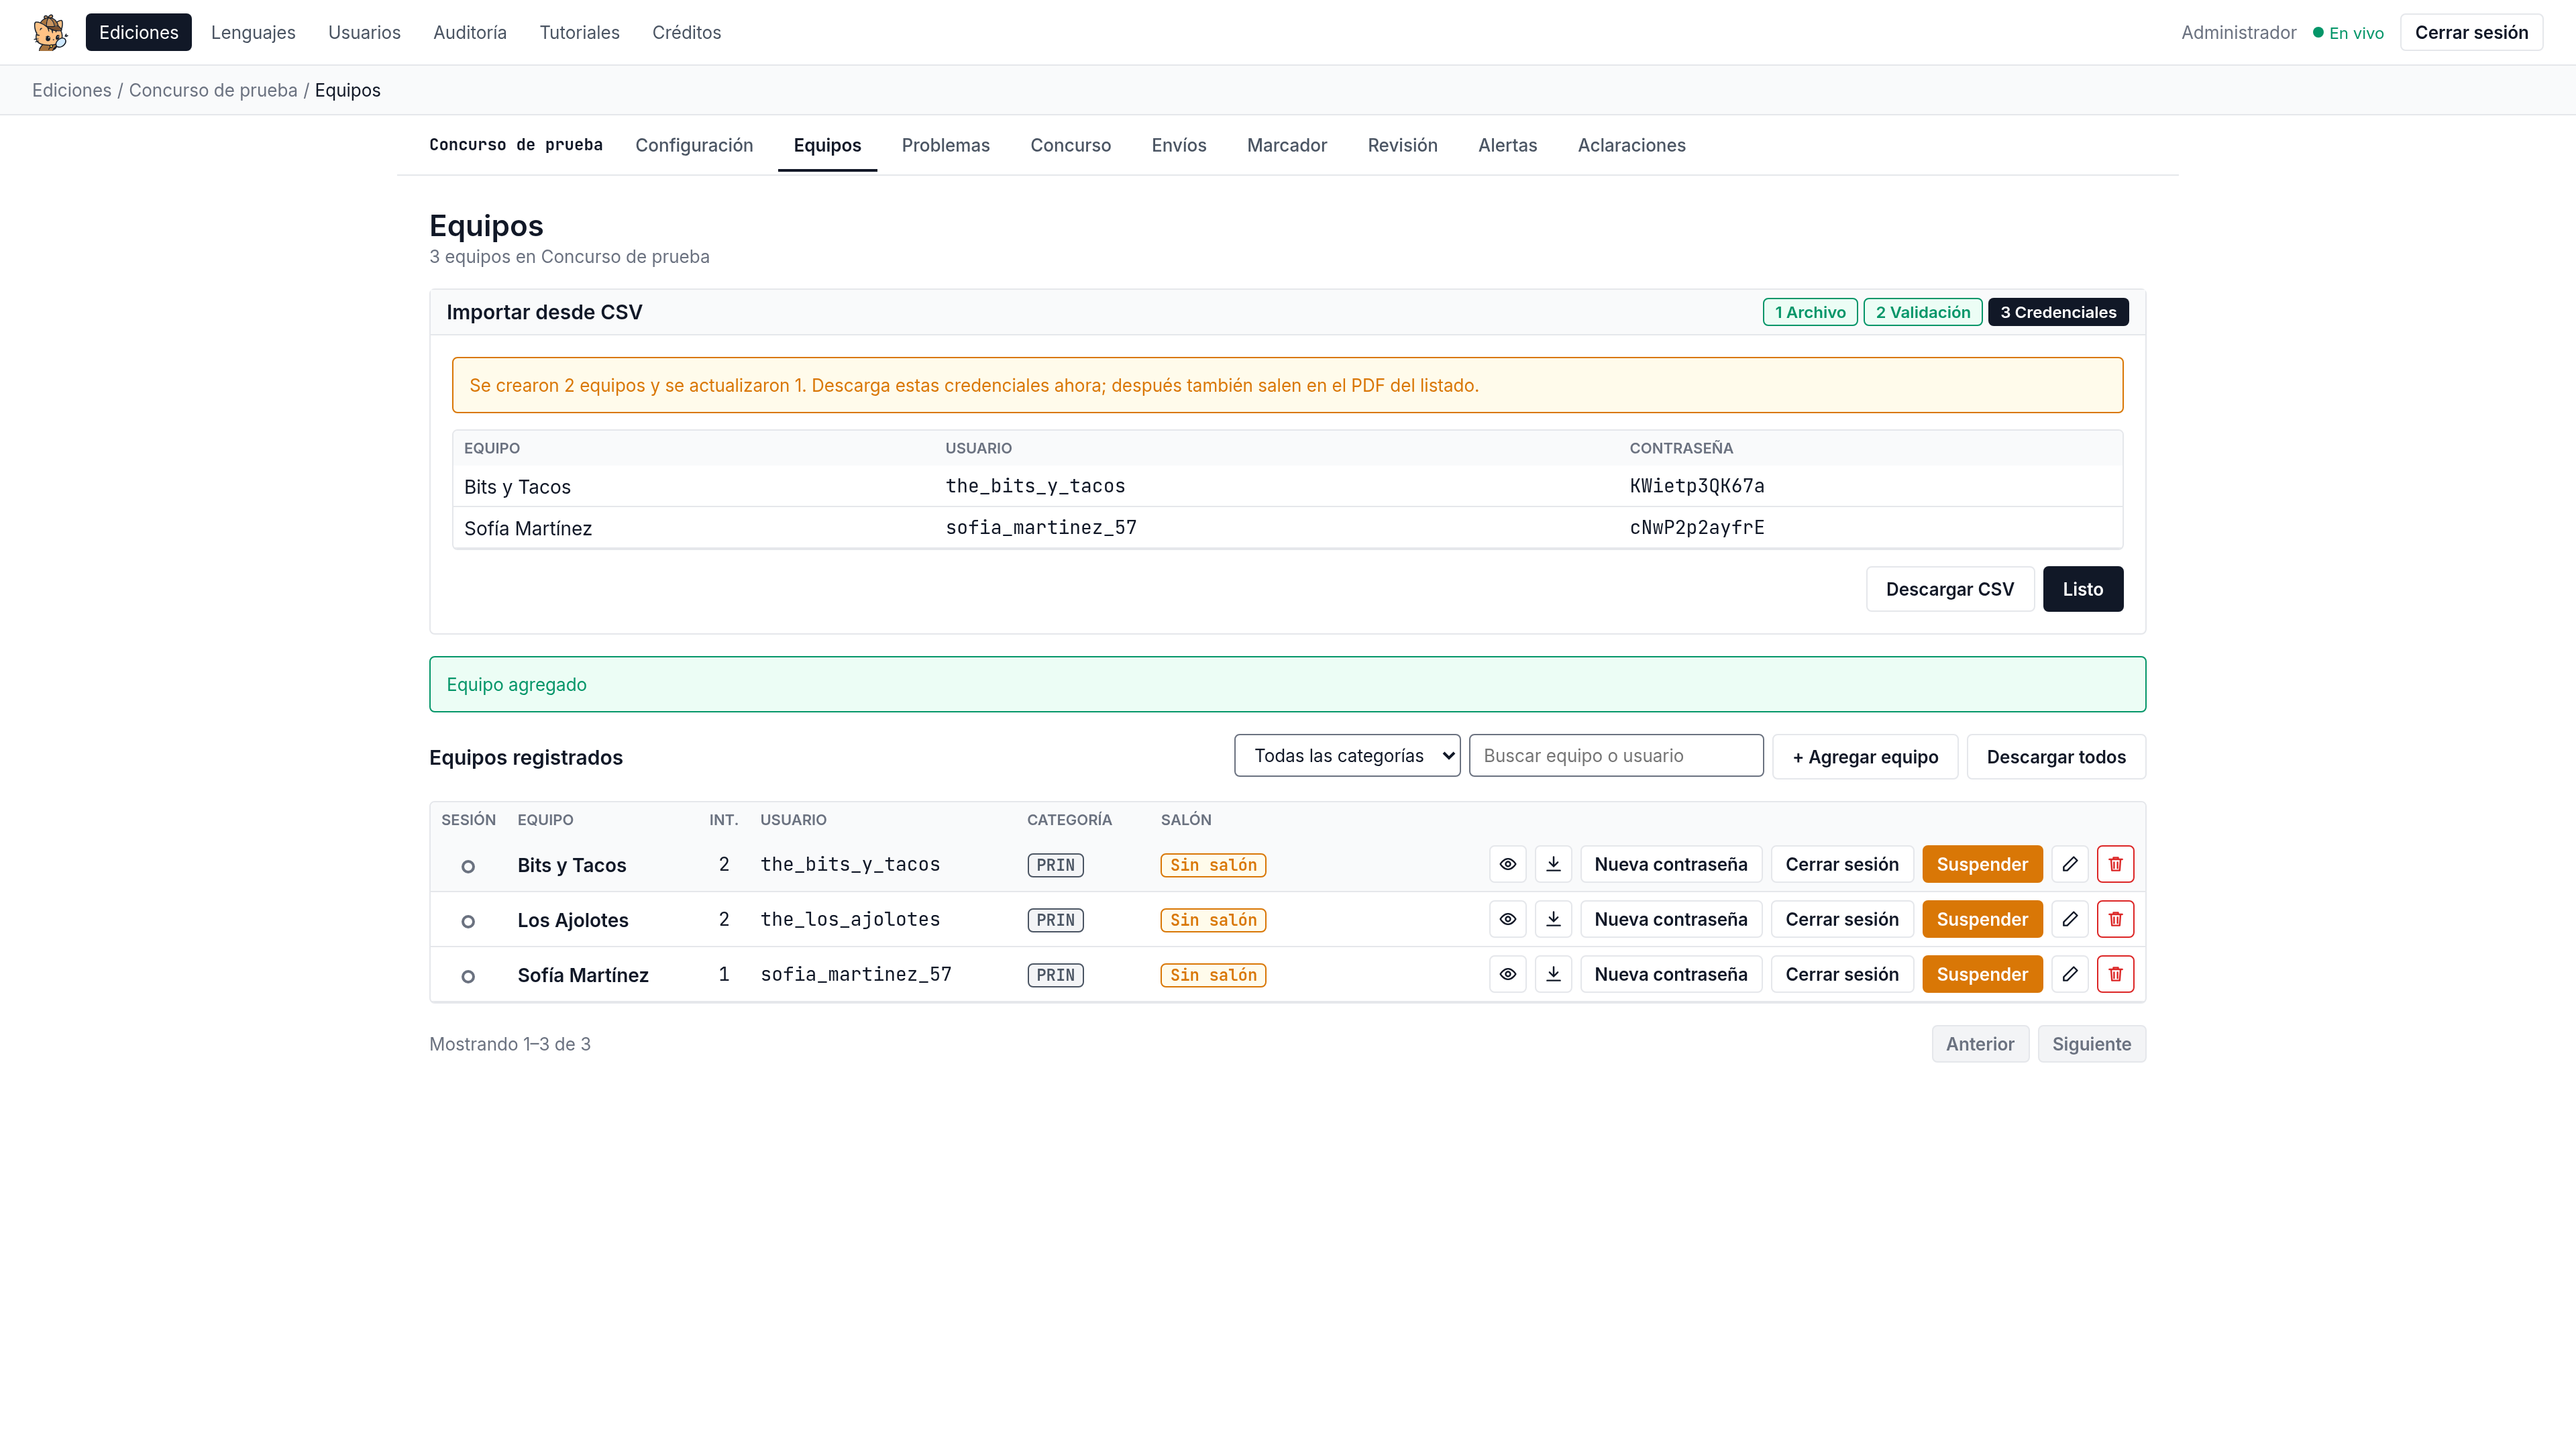 Ediciones Lenguajes Usuarios Auditoría Tutoriales Créditos Administrador En vivo Cerrar sesión
Ediciones / Concurso de prueba / Equipos
Concurso de prueba Configuración Equipos Problemas Concurso Envíos Marcador Revisión Alertas Aclaraciones
Equipos
3 equipos en Concurso de prueba
Importar desde CSV 1 Archivo 2 Validación 3 Credenciales
Se crearon 2 equipos y se actualizaron 1. Descarga estas credenciales ahora; después también salen en el PDF del listado.
EQUIPO USUARIO CONTRASEÑA
Bits y Tacos the_bits_y_tacos KWietp3QK67a
Sofía Martínez sofia_martinez_57 cNwP2p2ayfrE
Descargar CSV Listo
Equipo agregado
Equipos registrados Todas las categorías Buscar equipo o usuario + Agregar equipo Descargar todos
SESIÓN EQUIPO INT. USUARIO CATEGORÍA SALÓN
Bits y Tacos 2 the_bits_y_tacos PRIN Sin salón Nueva contraseña Cerrar sesión Suspender
Los Ajolotes 2 the_los_ajolotes PRIN Sin salón Nueva contraseña Cerrar sesión Suspender
Sofía Martínez 1 sofia_martinez_57 PRIN Sin salón Nueva contraseña Cerrar sesión Suspender
Mostrando 1–3 de 3 Anterior Siguiente